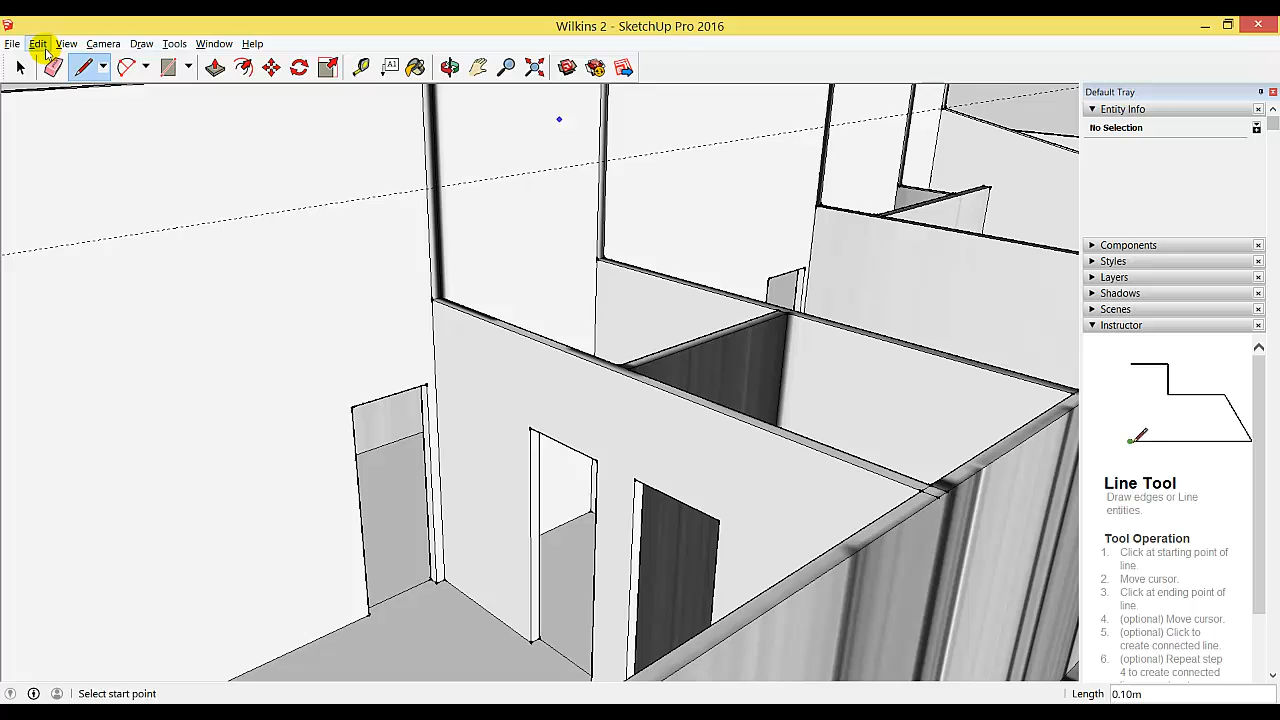 Wilkins 2 - SketchUp Pro 2016
File Edit View Camera Draw Tools Window Help
Default Tray
Entity Info
No Selection
Components
Styles
Layers
Shadows
Scenes
Instructor
Line Tool
Draw edges or Line
entities.
Tool Operation
1. Click at starting point of
line.
2. Move cursor.
3. Click at ending point of
line.
4. (optional) Move cursor.
5. (optional) Click to
create connected line.
6. (optional) Repeat step
4 to create connected
Select start point
Length 0.10m